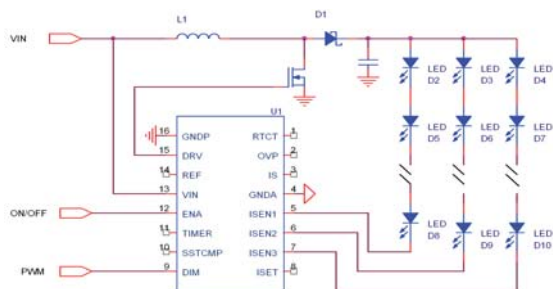 L1
D1
VIN
LED
D2
LED
D3
LED
D4
U1
16 GNDP RTCT 1
15 DRV OVP 2
14 REF IS 3
13 VIN GNDA 4
12 ENA ISEN1 5
11 TIMER ISEN2 6
10 SSTCMP ISEN3 7
9 DIM ISET 8
LED
D5
LED
D6
LED
D7
ON/OFF
PWM
LED
D8
LED
D9
LED
D10